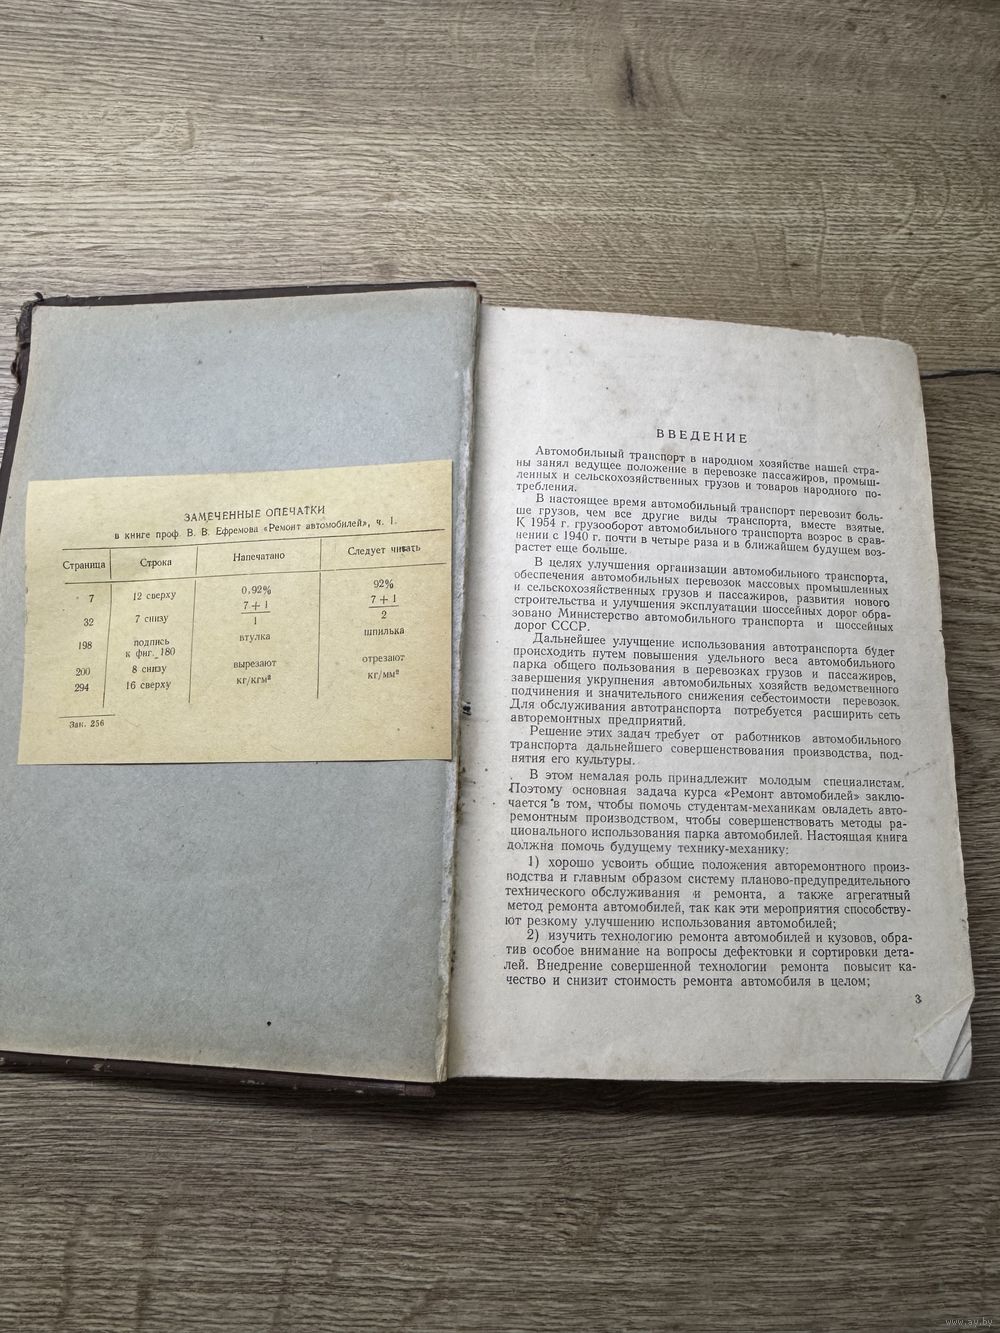 ЗАМЕЧЕННЫЕ ОПЕЧАТКИ
в книге проф. В. В. Ефремова «Ремонт автомобилей», ч. I.
Страница Строка Напечатано Следует читать
7 12 сверху 0,92% 92%
32 7 снизу 7 + 1 / 1 7 + 1 / 2
198 подпись к фиг. 180 втулка шпилька
200 8 снизу вырезают отрезают
294 16 сверху кг/кгм² кг/мм²
Зак. 256
ВВЕДЕНИЕ
Автомобильный транспорт в народном хозяйстве нашей стра-
ны занял ведущее положение в перевозке пассажиров, промыш-
ленных и сельскохозяйственных грузов и товаров народного по-
требления.
В настоящее время автомобильный транспорт перевозит боль-
ше грузов, чем все другие виды транспорта, вместе взятые.
К 1954 г. грузооборот автомобильного транспорта возрос в срав-
нении с 1940 г. почти в четыре раза и в ближайшем будущем воз-
растет еще больше.
В целях улучшения организации автомобильного транспорта,
обеспечения автомобильных перевозок массовых промышленных
и сельскохозяйственных грузов и пассажиров, развития нового
строительства и улучшения эксплуатации шоссейных дорог обра-
зовано Министерство автомобильного транспорта и шоссейных
дорог СССР.
Дальнейшее улучшение использования автотранспорта будет
происходить путем повышения удельного веса автомобильного
парка общего пользования в перевозках грузов и пассажиров,
завершения укрупнения автомобильных хозяйств ведомственного
подчинения и значительного снижения себестоимости перевозок.
Для обслуживания автотранспорта потребуется расширить сеть
авторемонтных предприятий.
Решение этих задач требует от работников автомобильного
транспорта дальнейшего совершенствования производства, под-
нятия его культуры.
В этом немалая роль принадлежит молодым специалистам.
Поэтому основная задача курса «Ремонт автомобилей» заклю-
чается в том, чтобы помочь студентам-механикам овладеть авто-
ремонтным производством, чтобы совершенствовать методы ра-
ционального использования парка автомобилей. Настоящая книга
должна помочь будущему технику-механику:
1) хорошо усвоить общие положения авторемонтного произ-
водства и главным образом систему планово-предупредительного
технического обслуживания и ремонта, а также агрегатный
метод ремонта автомобилей, так как эти мероприятия способству-
ют резкому улучшению использования автомобилей;
2) изучить технологию ремонта автомобилей и кузовов, обра-
тив особое внимание на вопросы дефектовки и сортировки дета-
лей. Внедрение совершенной технологии ремонта повысит ка-
чество и снизит стоимость ремонта автомобиля в целом;
3
www.ay.by